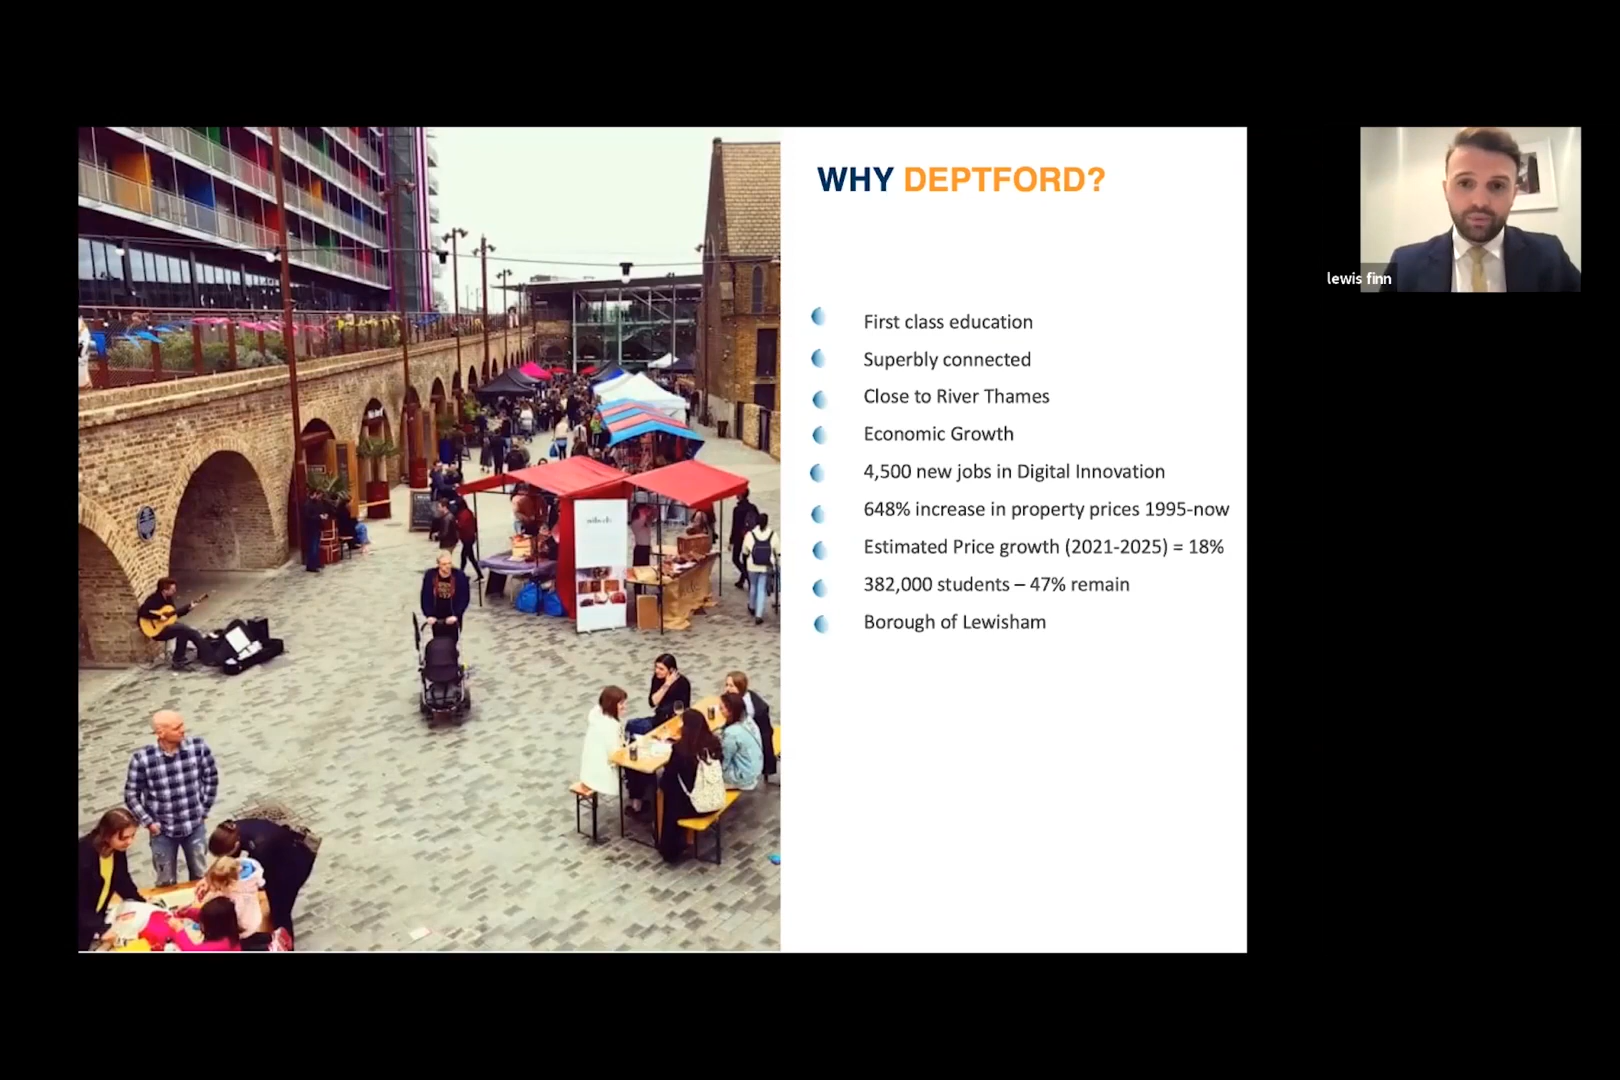 WHY DEPTFORD?
lewis finn
First class education
Superbly connected
Close to River Thames
Economic Growth
4,500 new jobs in Digital Innovation
648% increase in property prices 1995-now
Estimated Price growth (2021-2025) = 18%
382,000 students – 47% remain
Borough of Lewisham